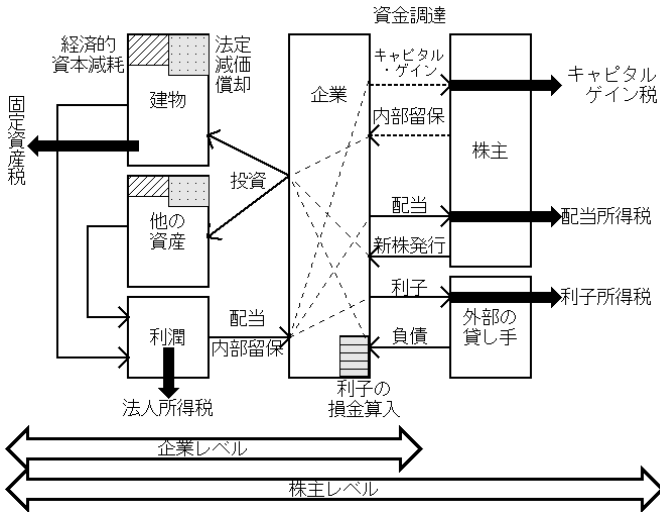 資金調達
経済的
資本減耗
法定
減価
償却
建物
固定資産税
他の
資産
利潤
法人所得税
投資
配当
内部留保
企業
利子の
損金算入
キャピタル
・ゲイン
内部留保
配当
新株発行
利子
負債
株主
外部の
貸し手
キャピタル
ゲイン税
配当所得税
利子所得税
企業レベル
株主レベル